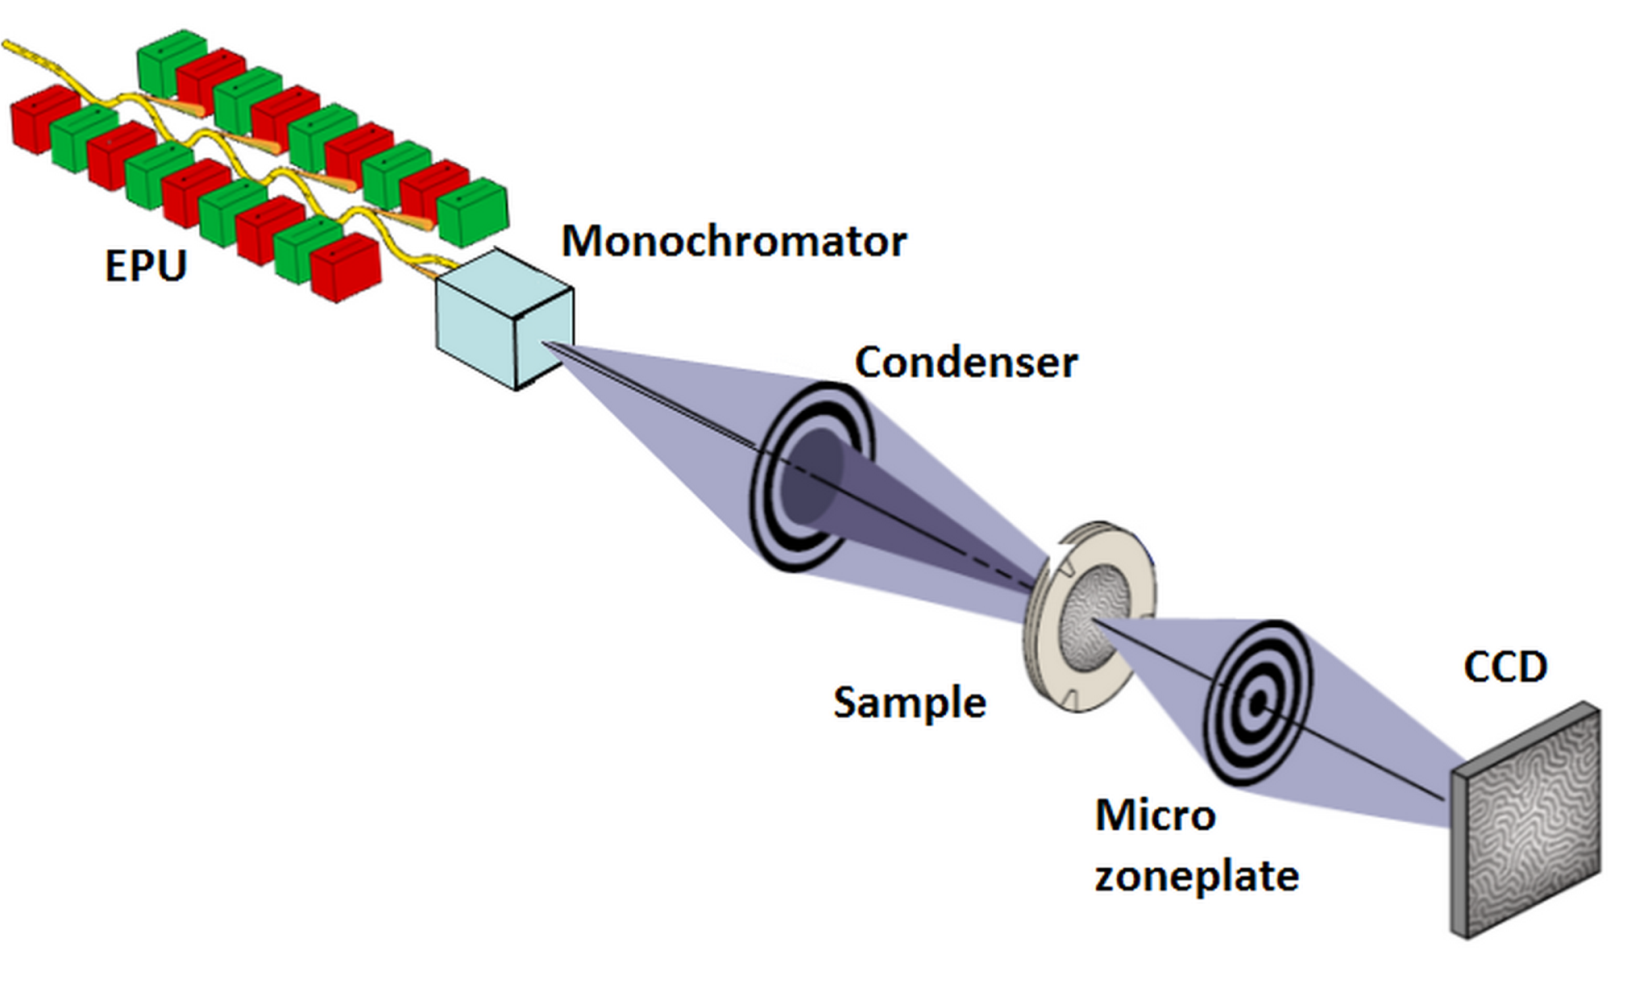 EPU
Monochromator
Condenser
Sample
Micro
zoneplate
CCD